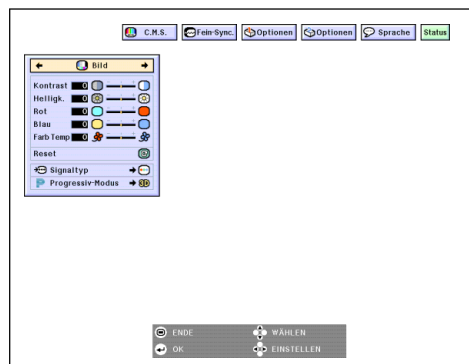 C.M.S. Fein-Sync. Optionen Optionen Sprache Status
Bild
Kontrast 0
Helligk. 0
Rot 0
Blau 0
Farb Temp 0
Reset
Signaltyp
Progressiv-Modus 3D
ENDE WÄHLEN
OK EINSTELLEN